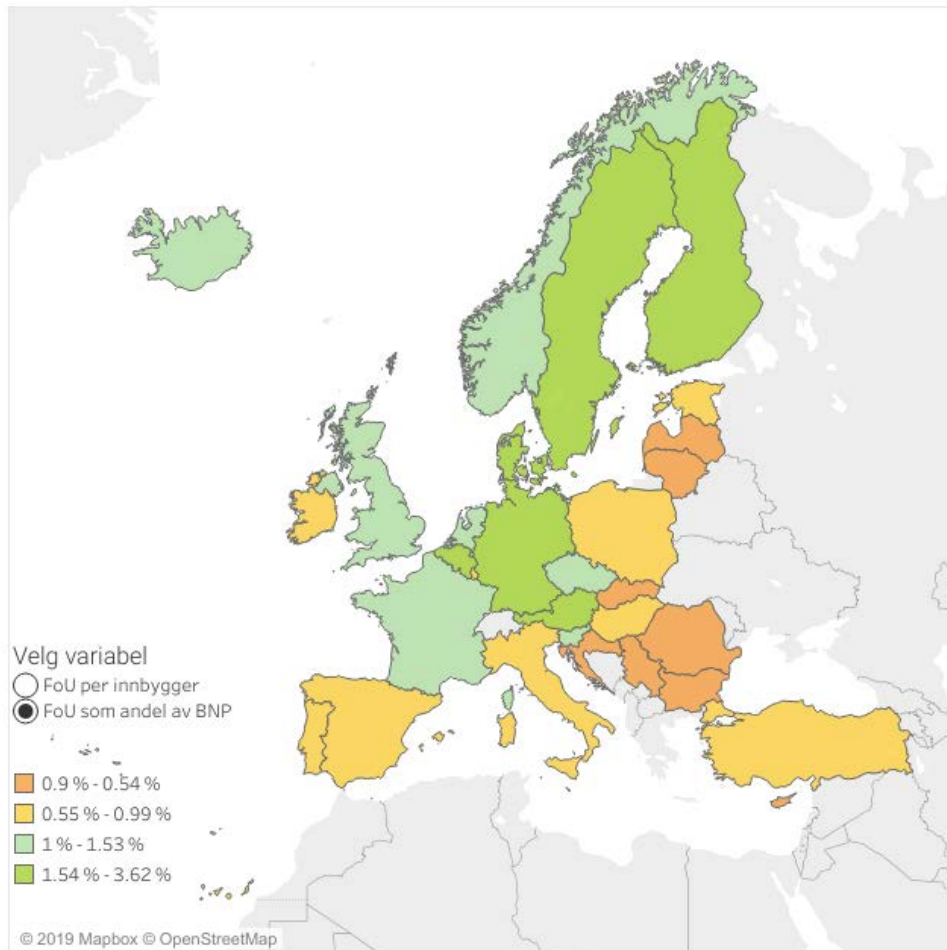 Velg variabel
FoU per innbygger
FoU som andel av BNP
0.9 % - 0.54 %
0.55 % - 0.99 %
1 % - 1.53 %
1.54 % - 3.62 %
© 2019 Mapbox © OpenStreetMap